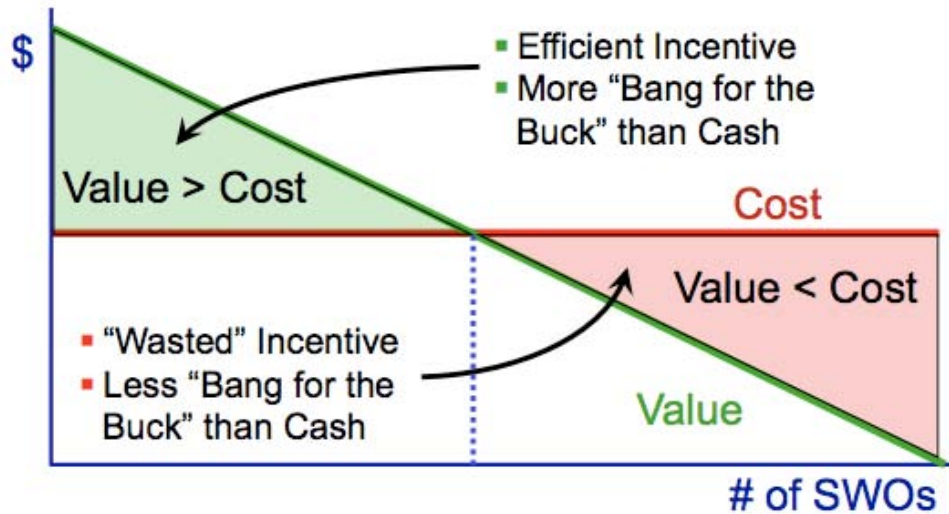 $
▪ Efficient Incentive
▪ More “Bang for the
Buck” than Cash
Value > Cost
Cost
Value < Cost
▪ “Wasted” Incentive
▪ Less “Bang for the
Buck” than Cash
Value
# of SWOs